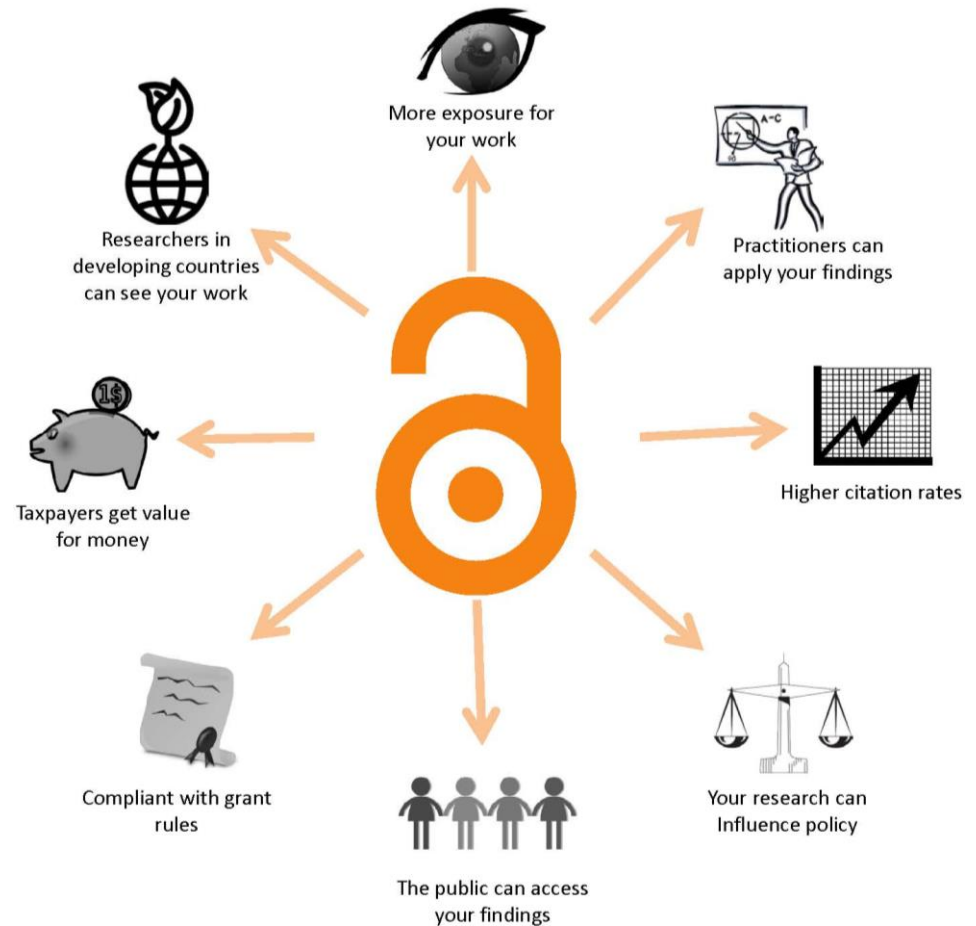 More exposure for
your work
A-C
Practitioners can
apply your findings
Higher citation rates
Your research can
Influence policy
The public can access
your findings
Compliant with grant
rules
1$
Taxpayers get value
for money
Researchers in
developing countries
can see your work